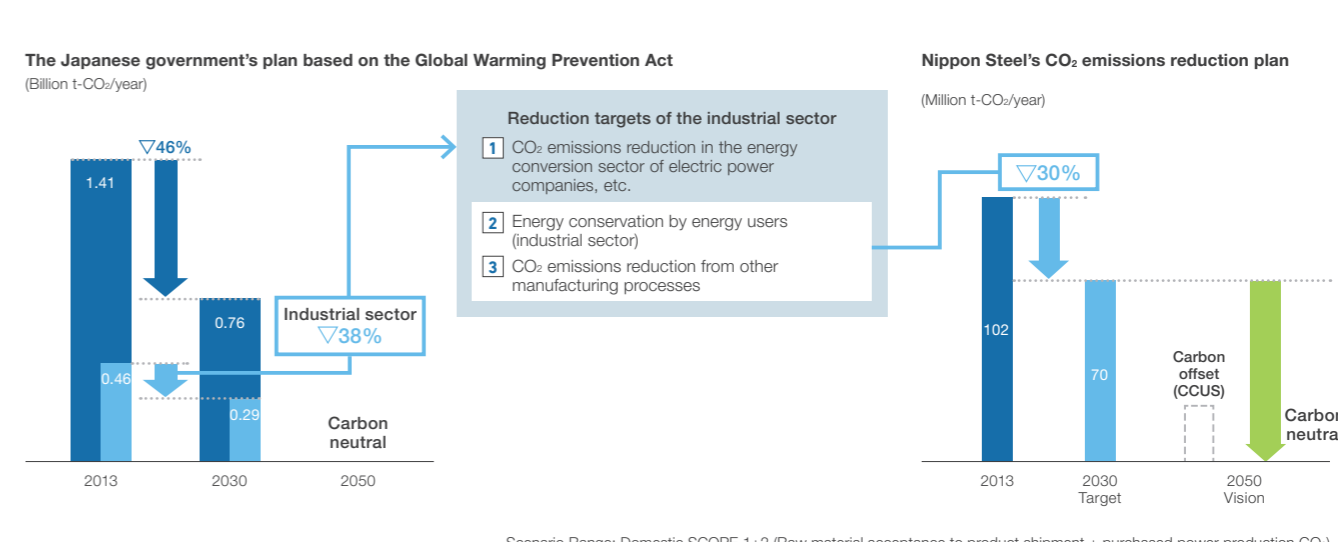 The Japanese government's plan based on the Global Warming Prevention Act
(Billion t-CO₂/year)
▽46%
1.41
0.76
0.46
0.29
Industrial sector
▽38%
Carbon
neutral
2013
2030
2050
Reduction targets of the industrial sector
1 CO₂ emissions reduction in the energy
conversion sector of electric power
companies, etc.
2 Energy conservation by energy users
(industrial sector)
3 CO₂ emissions reduction from other
manufacturing processes
Nippon Steel's CO₂ emissions reduction plan
(Million t-CO₂/year)
▽30%
102
70
Carbon
offset
(CCUS)
Carbon
neutra
2013
2030
Target
2050
Vision